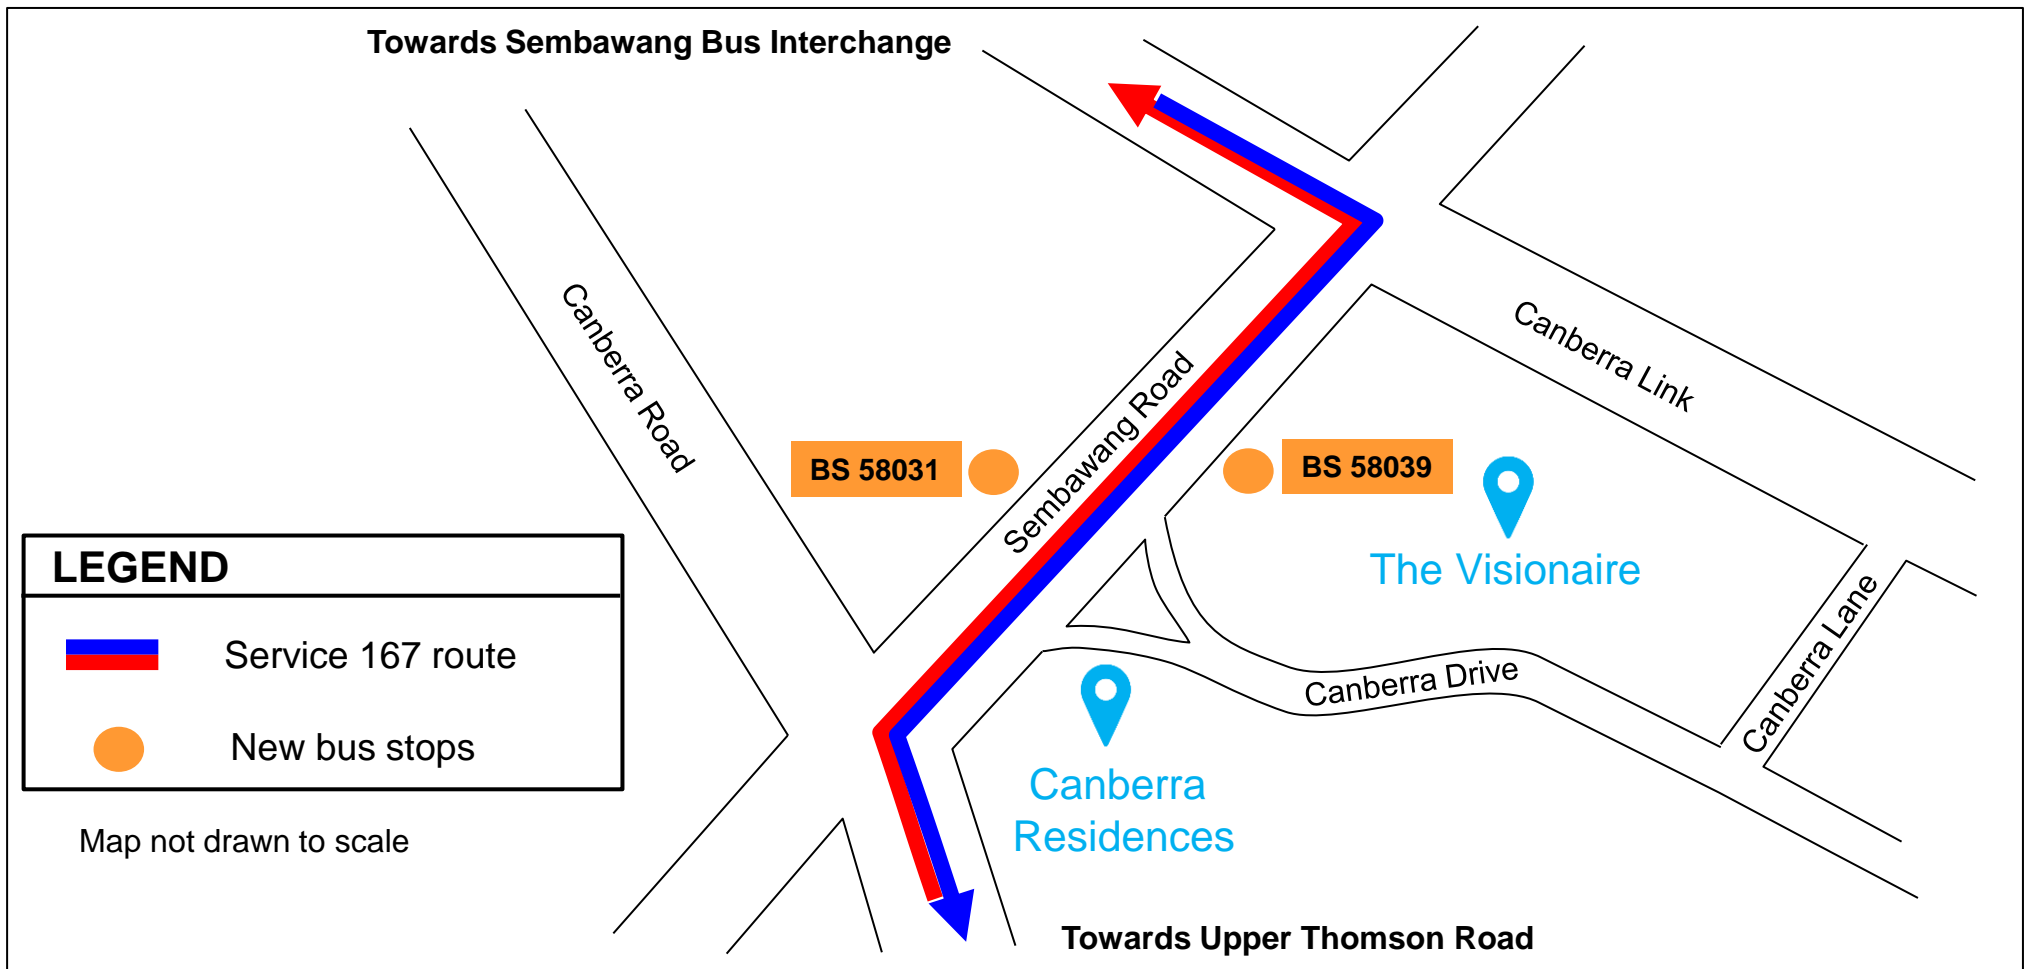 Towards Sembawang Bus Interchange
Canberra Road
Canberra Link
Sembawang Road
BS 58031
BS 58039
The Visionaire
LEGEND
Service 167 route
New bus stops
Canberra Lane
Canberra Drive
Canberra
Residences
Map not drawn to scale
Towards Upper Thomson Road